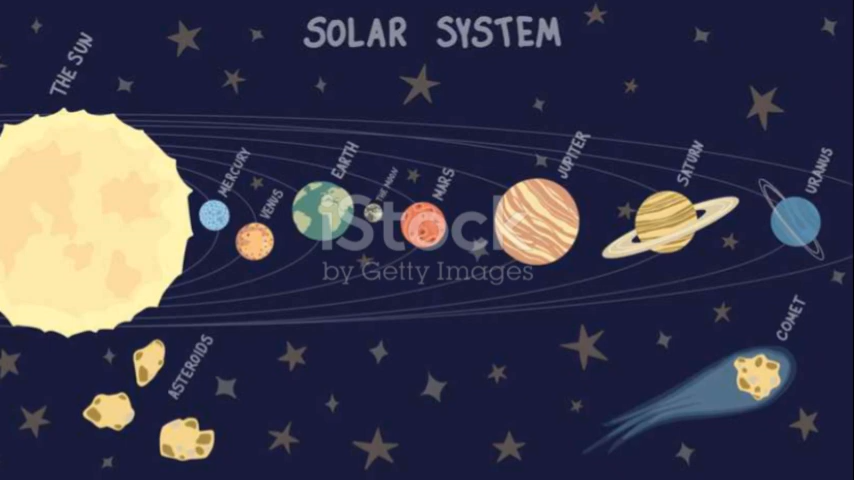 SOLAR SYSTEM
THE SUN
MERCURY
VENUS
EARTH
THE MOON
MARS
JUPITER
SATURN
URANUS
iStock
by Getty Images
ASTEROIDS
COMET